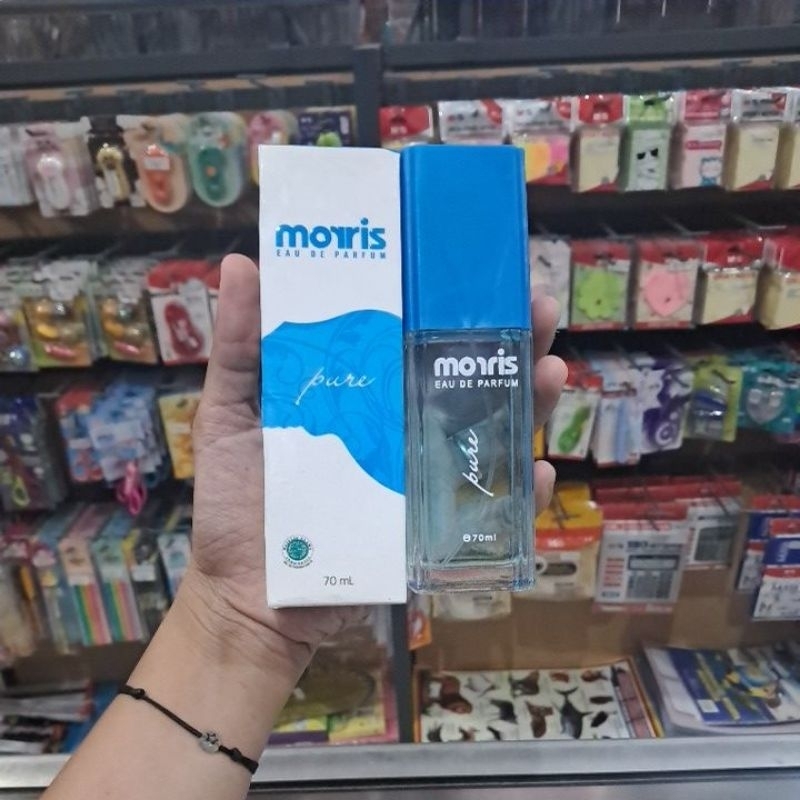 morris
EAU DE PARFUM
pure
70 mL
morris
EAU DE PARFUM
pure
℮70ml